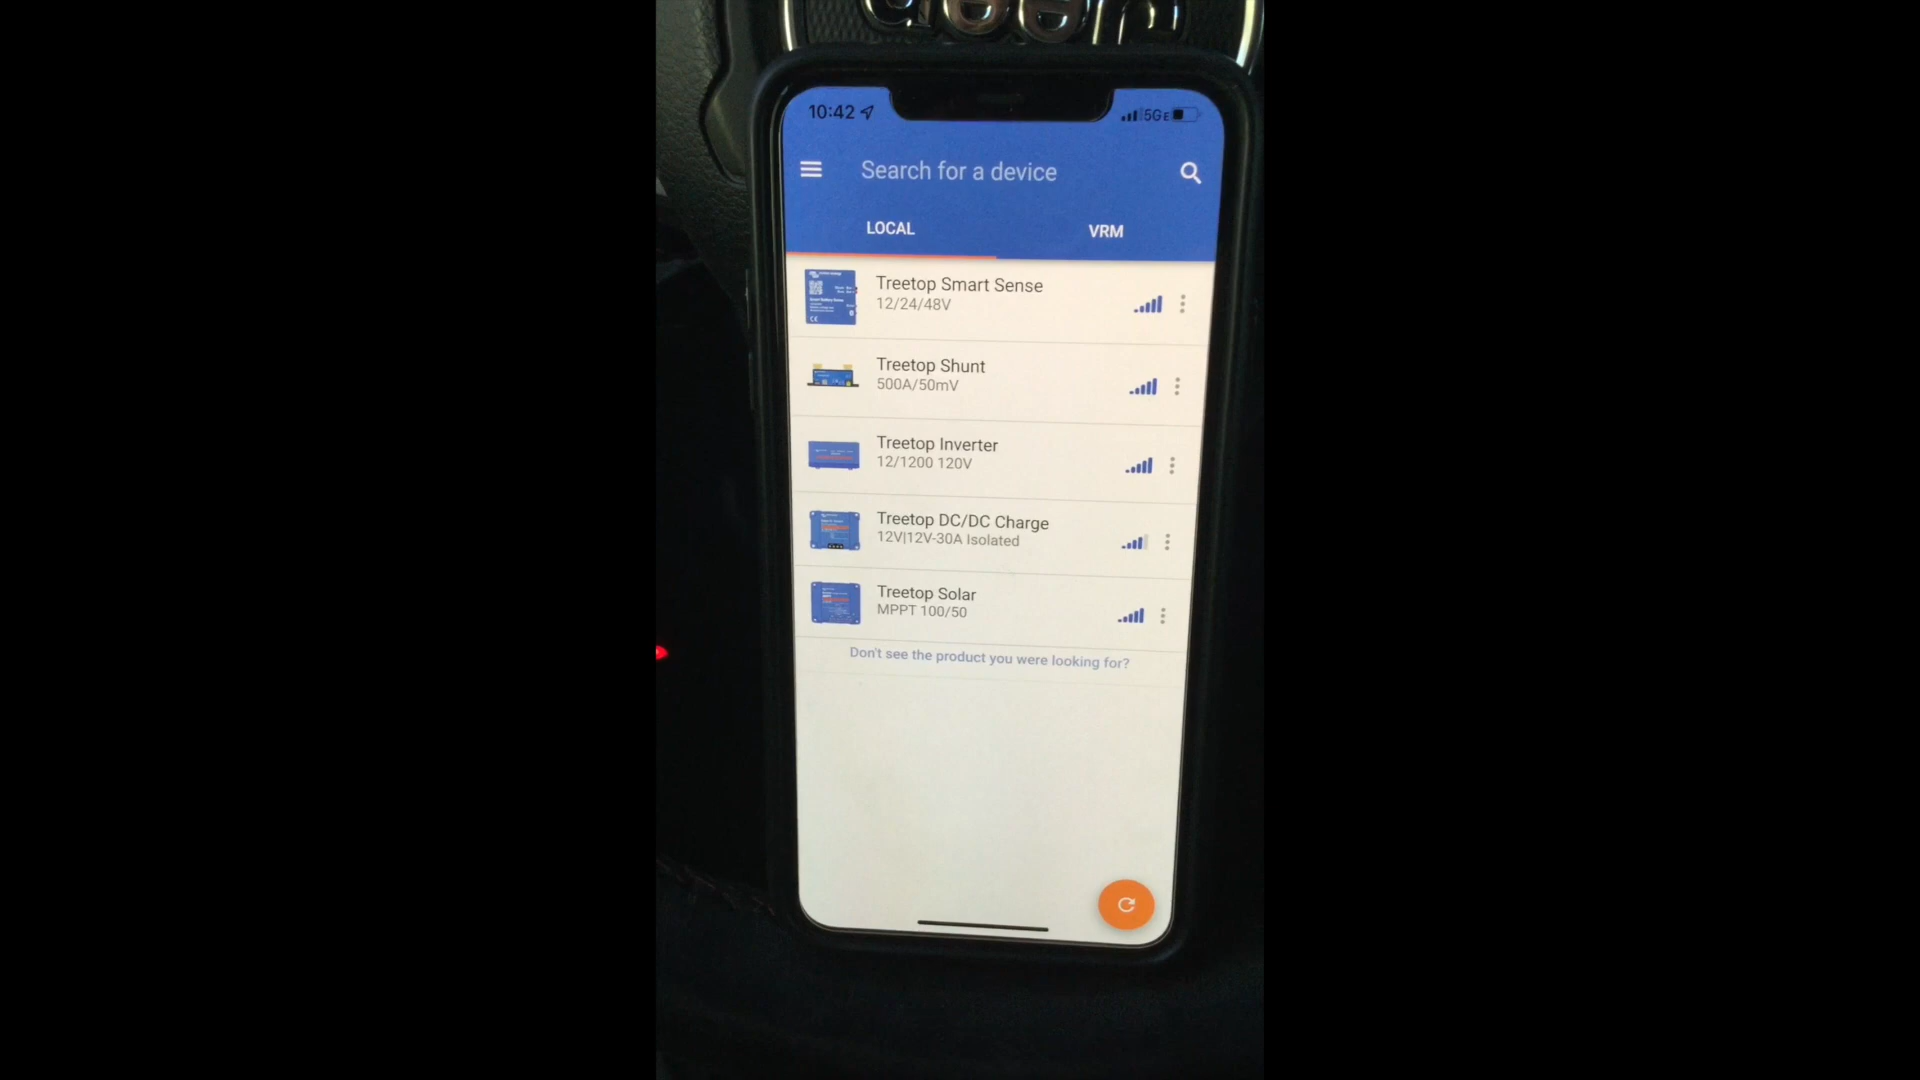 10:42
5GE
Search for a device
LOCAL
VRM
Treetop Smart Sense
12/24/48V
Treetop Shunt
500A/50mV
Treetop Inverter
12/1200 120V
Treetop DC/DC Charge
12V|12V-30A Isolated
Treetop Solar
MPPT 100/50
Don't see the product you were looking for?